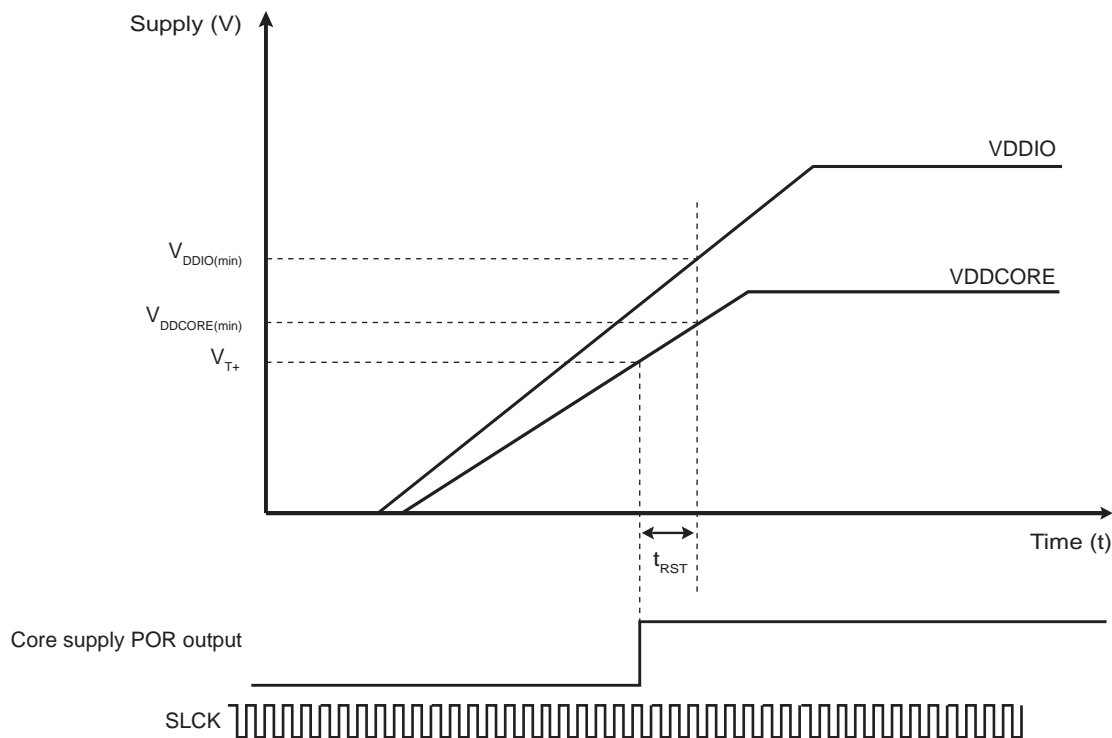 Supply (V)
VDDIO
VDDIO(min)
VDDCORE
VDDCORE(min)
VT+
Time (t)
tRST
Core supply POR output
SLCK